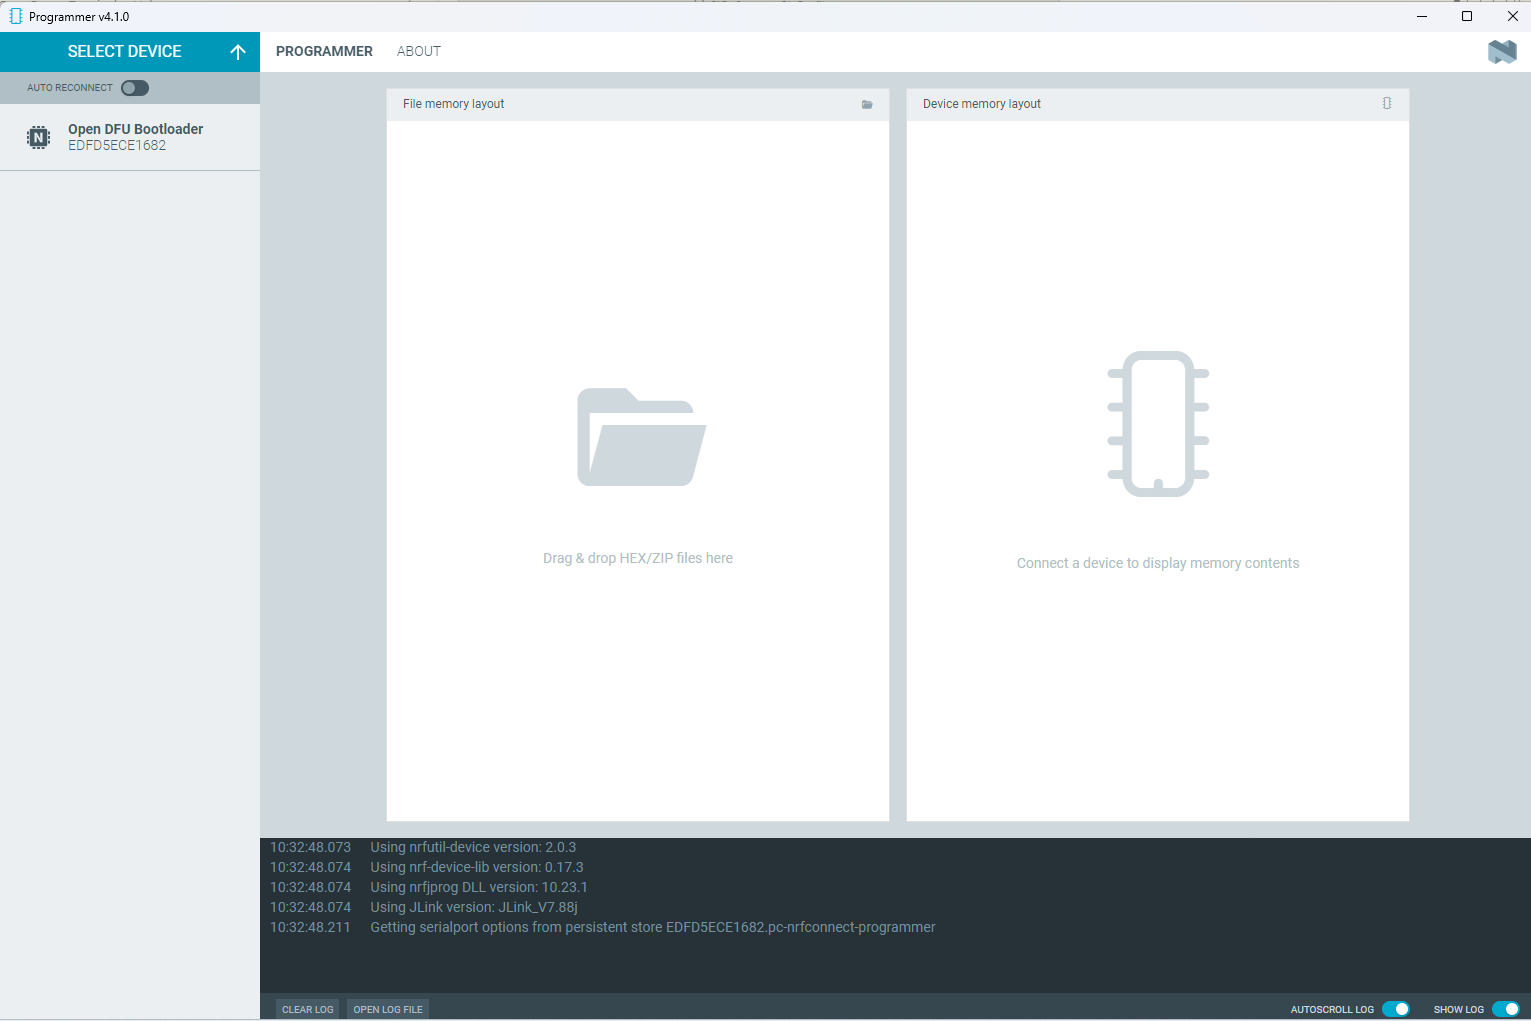 Programmer v4.1.0
SELECT DEVICE
PROGRAMMER
ABOUT
AUTO RECONNECT
N
Open DFU Bootloader
EDFD5ECE1682
File memory layout
Device memory layout
Drag & drop HEX/ZIP files here
Connect a device to display memory contents
10:32:48.073 Using nrfutil-device version: 2.0.3
10:32:48.074 Using nrf-device-lib version: 0.17.3
10:32:48.074 Using nrfjprog DLL version: 10.23.1
10:32:48.074 Using JLink version: JLink_V7.88j
10:32:48.211 Getting serialport options from persistent store EDFD5ECE1682.pc-nrfconnect-programmer
CLEAR LOG
OPEN LOG FILE
AUTOSCROLL LOG
SHOW LOG